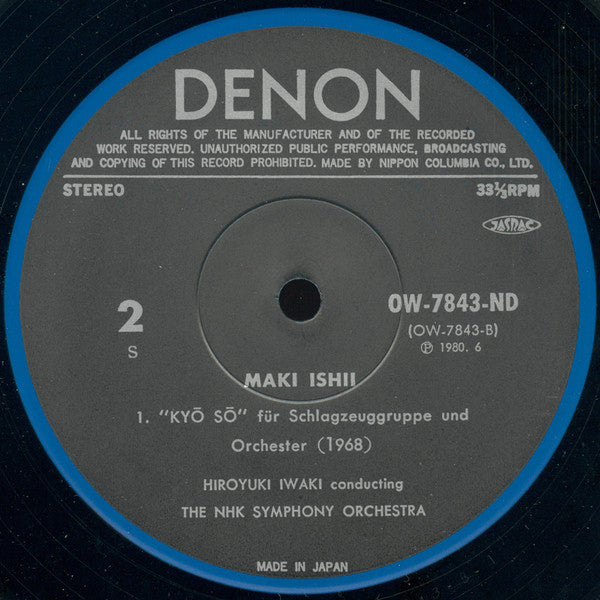 DENON
ALL RIGHTS OF THE MANUFACTURER AND OF THE RECORDED
WORK RESERVED. UNAUTHORIZED PUBLIC PERFORMANCE, BROADCASTING
AND COPYING OF THIS RECORD PROHIBITED. MADE BY NIPPON COLUMBIA CO., LTD.
STEREO 33⅓RPM
JASRAC
2 OW-7843-ND
S (OW-7843-B)
Ⓟ 1980. 6
MAKI ISHII
1. “KYŌ SŌ” für Schlagzeuggruppe und
Orchester (1968)
HIROYUKI IWAKI conducting
THE NHK SYMPHONY ORCHESTRA
MADE IN JAPAN